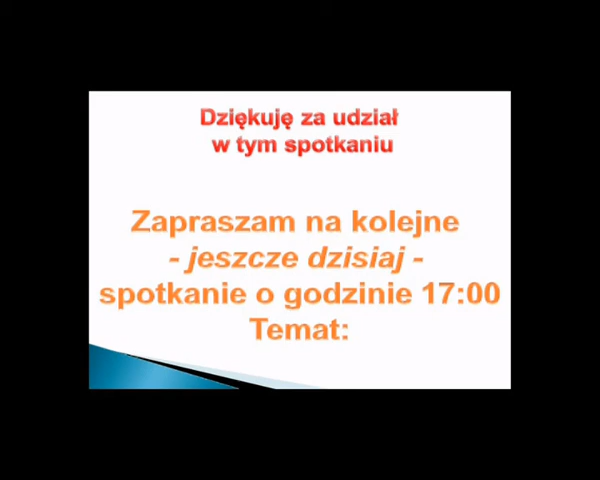 Dziękuję za udział
w tym spotkaniu
Zapraszam na kolejne
- jeszcze dzisiaj -
spotkanie o godzinie 17:00
Temat: